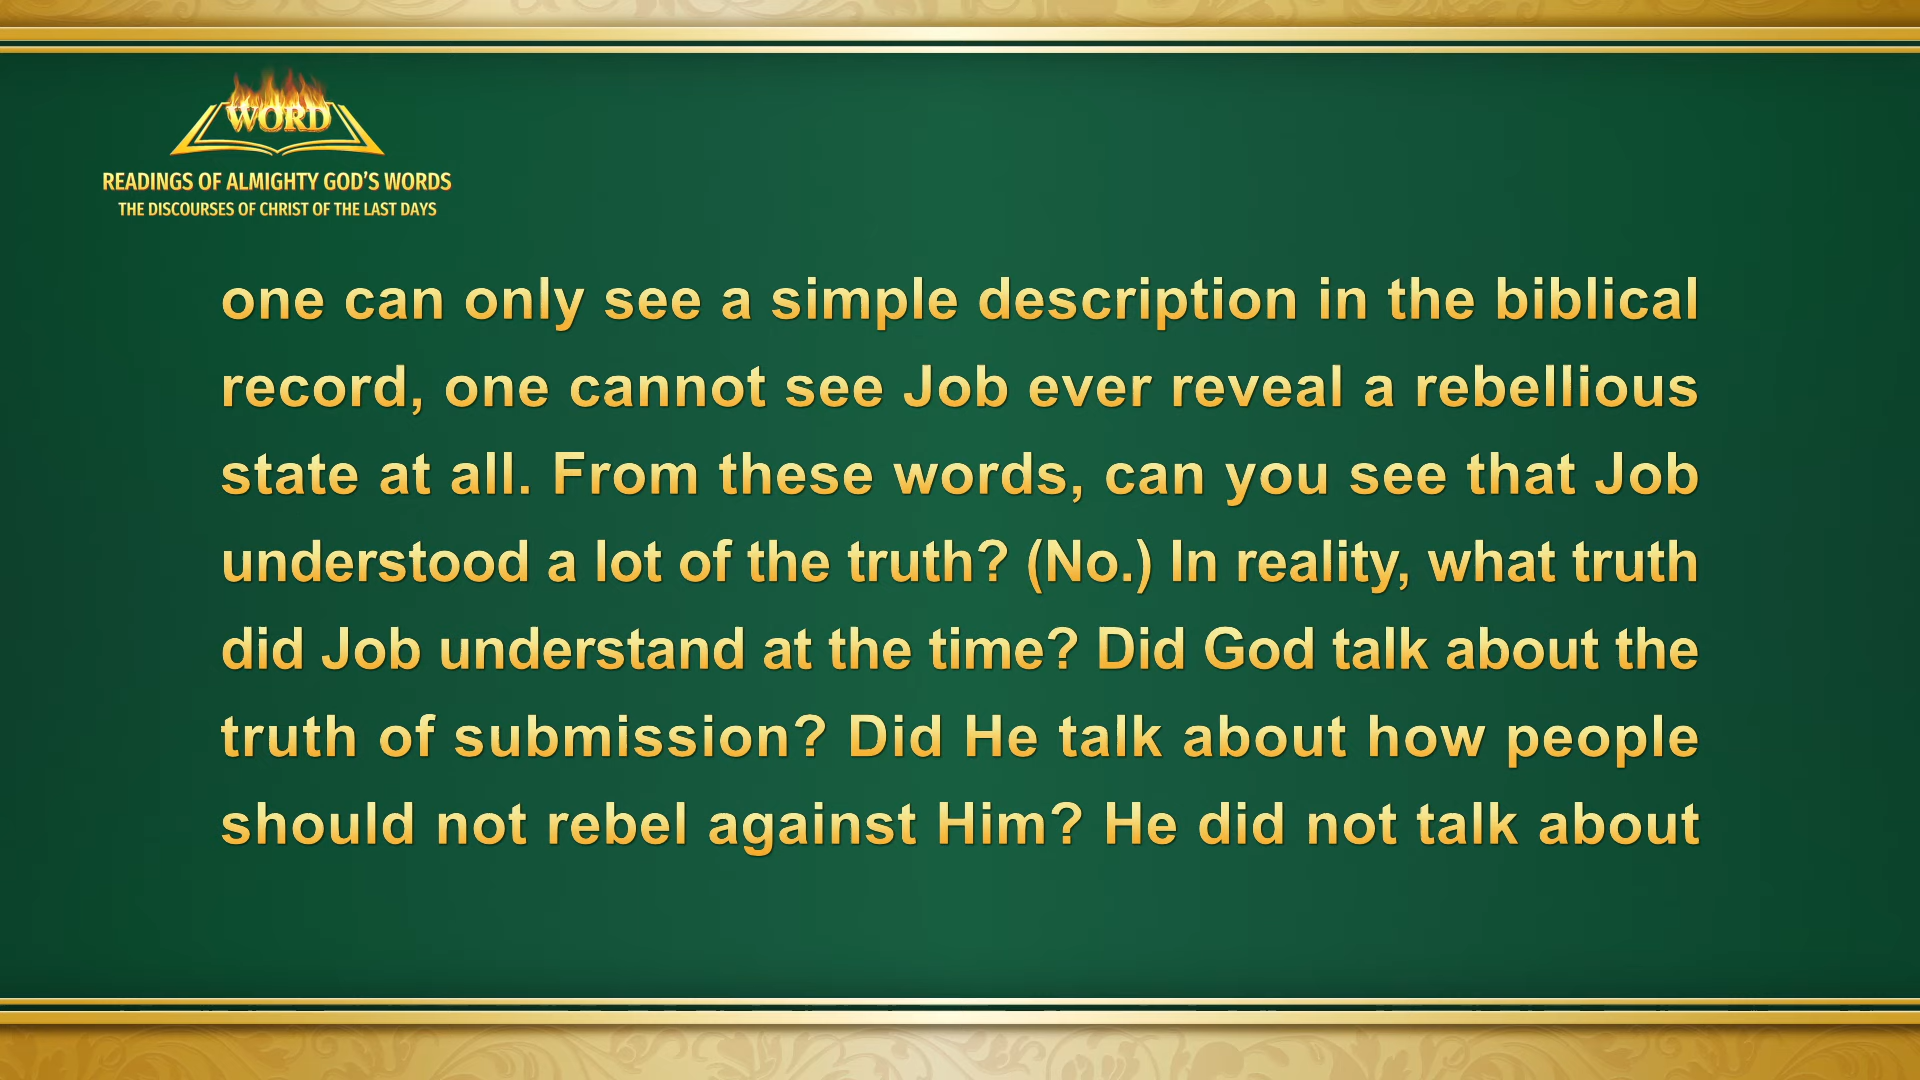 WORD
READINGS OF ALMIGHTY GOD'S WORDS
THE DISCOURSES OF CHRIST OF THE LAST DAYS
one can only see a simple description in the biblical
record, one cannot see Job ever reveal a rebellious
state at all. From these words, can you see that Job
understood a lot of the truth? (No.) In reality, what truth
did Job understand at the time? Did God talk about the
truth of submission? Did He talk about how people
should not rebel against Him? He did not talk about